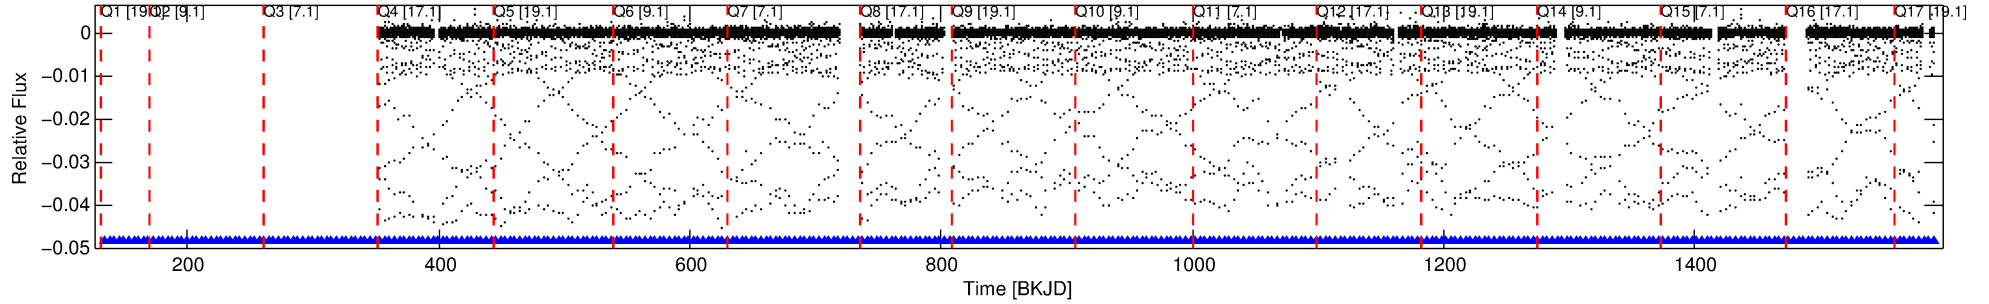 Q1 [19.1] Q2 [9.1] Q3 [7.1] Q4 [17.1] Q5 [19.1] Q6 [9.1] Q7 [7.1] Q8 [17.1] Q9 [19.1] Q10 [9.1] Q11 [7.1] Q12 [17.1] Q13 [19.1] Q14 [9.1] Q15 [7.1] Q16 [17.1] Q17 [19.1]
0
−0.01
−0.02
−0.03
−0.04
−0.05
Relative Flux
200 400 600 800 1000 1200 1400
Time [BKJD]